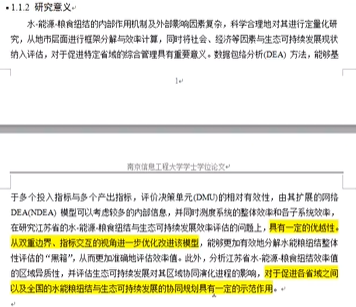 1.1.2 研究意义
水-能源-粮食纽结的内部作用机制及外部影响因素复杂，科学合理地对其进行定量化研
究，从地市层面进行框架分解与效率计算，同时将社会、经济等因素与生态可持续发展现状
纳入评估，对于促进特定省域的综合管理具有重要意义。数据包络分析(DEA) 方法，能够基
1
南京信息工程大学学士学位论文
于多个投入指标与多个产出指标，评价决策单元(DMU)的相对有效性，由其扩展的网络
DEA(NDEA) 模型可以考虑较多的内部信息，并同时测度系统的整体效率和各子系统效率，
在研究江苏省的水-能源-粮食纽结与生态可持续发展效率评估的问题上，具有一定的优越性。
从双重边界、指标交互的视角进一步优化改进该模型，能够更加有效地分解水能粮纽结整体
性评估的“黑箱”，从而更加准确地评估效率值。此外，分析江苏省水-能源-粮食纽结效率值
的区域异质性，并评估生态可持续发展对其区域协同演化进程的影响，对于促进各省域之间
以及全国的水能粮纽结与生态可持续发展的协同规划具有一定的示范作用。